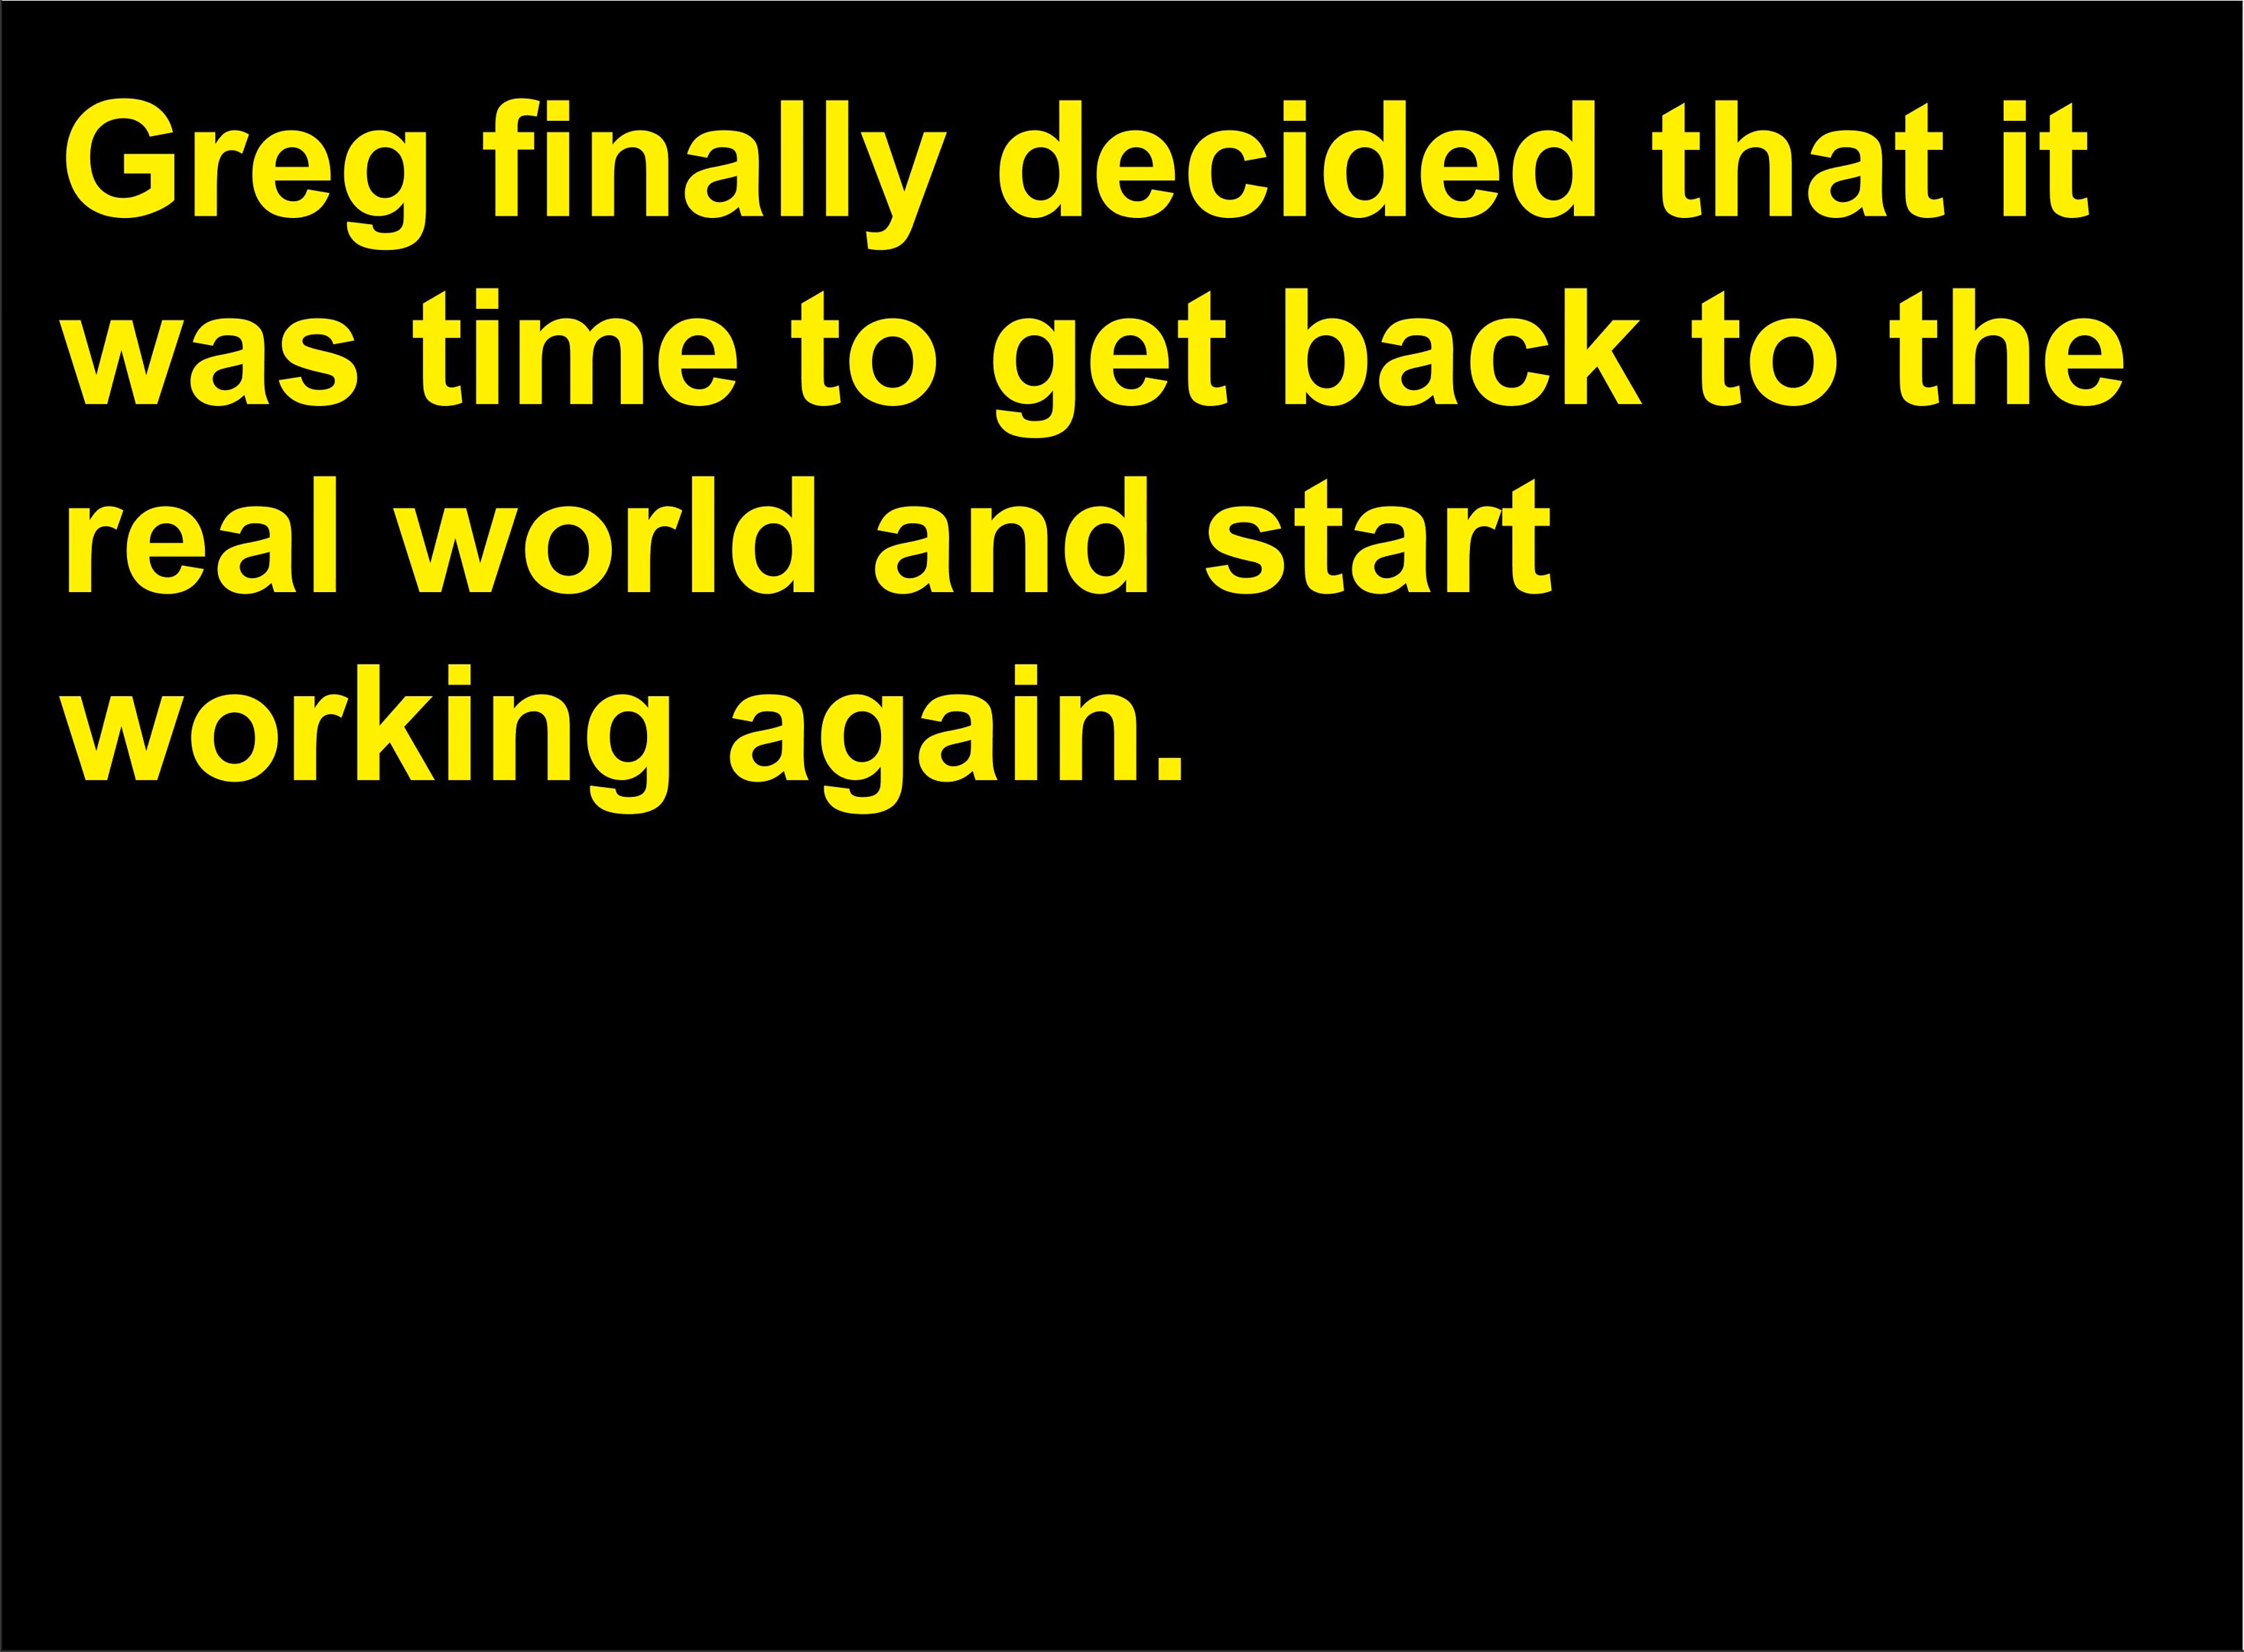 Greg finally decided that it
was time to get back to the
real world and start
working again.